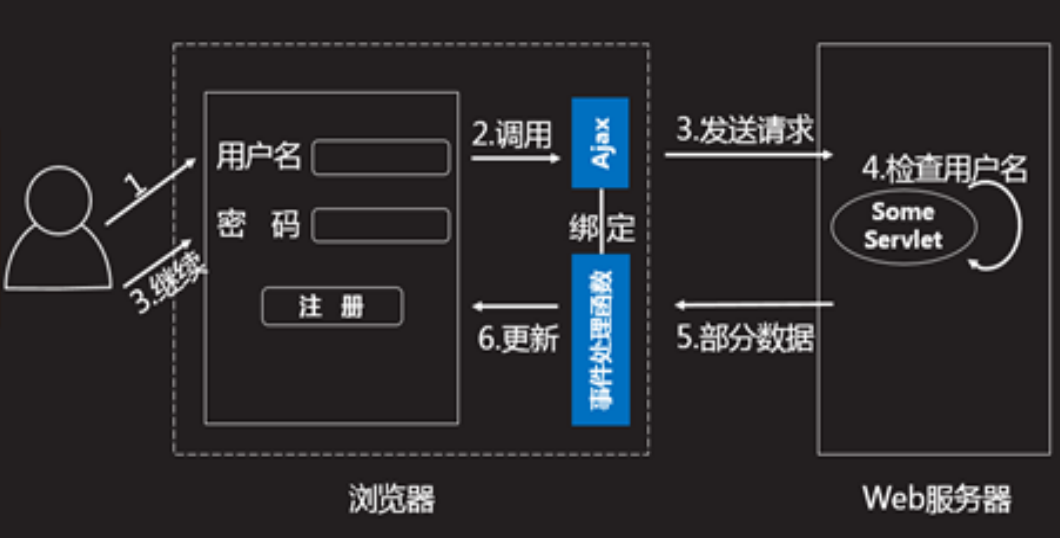 1
3.继续
用户名
密 码
注 册
2.调用
Ajax
绑定
事件处理函数
6.更新
3.发送请求
4.检查用户名
Some
Servlet
5.部分数据
浏览器
Web服务器